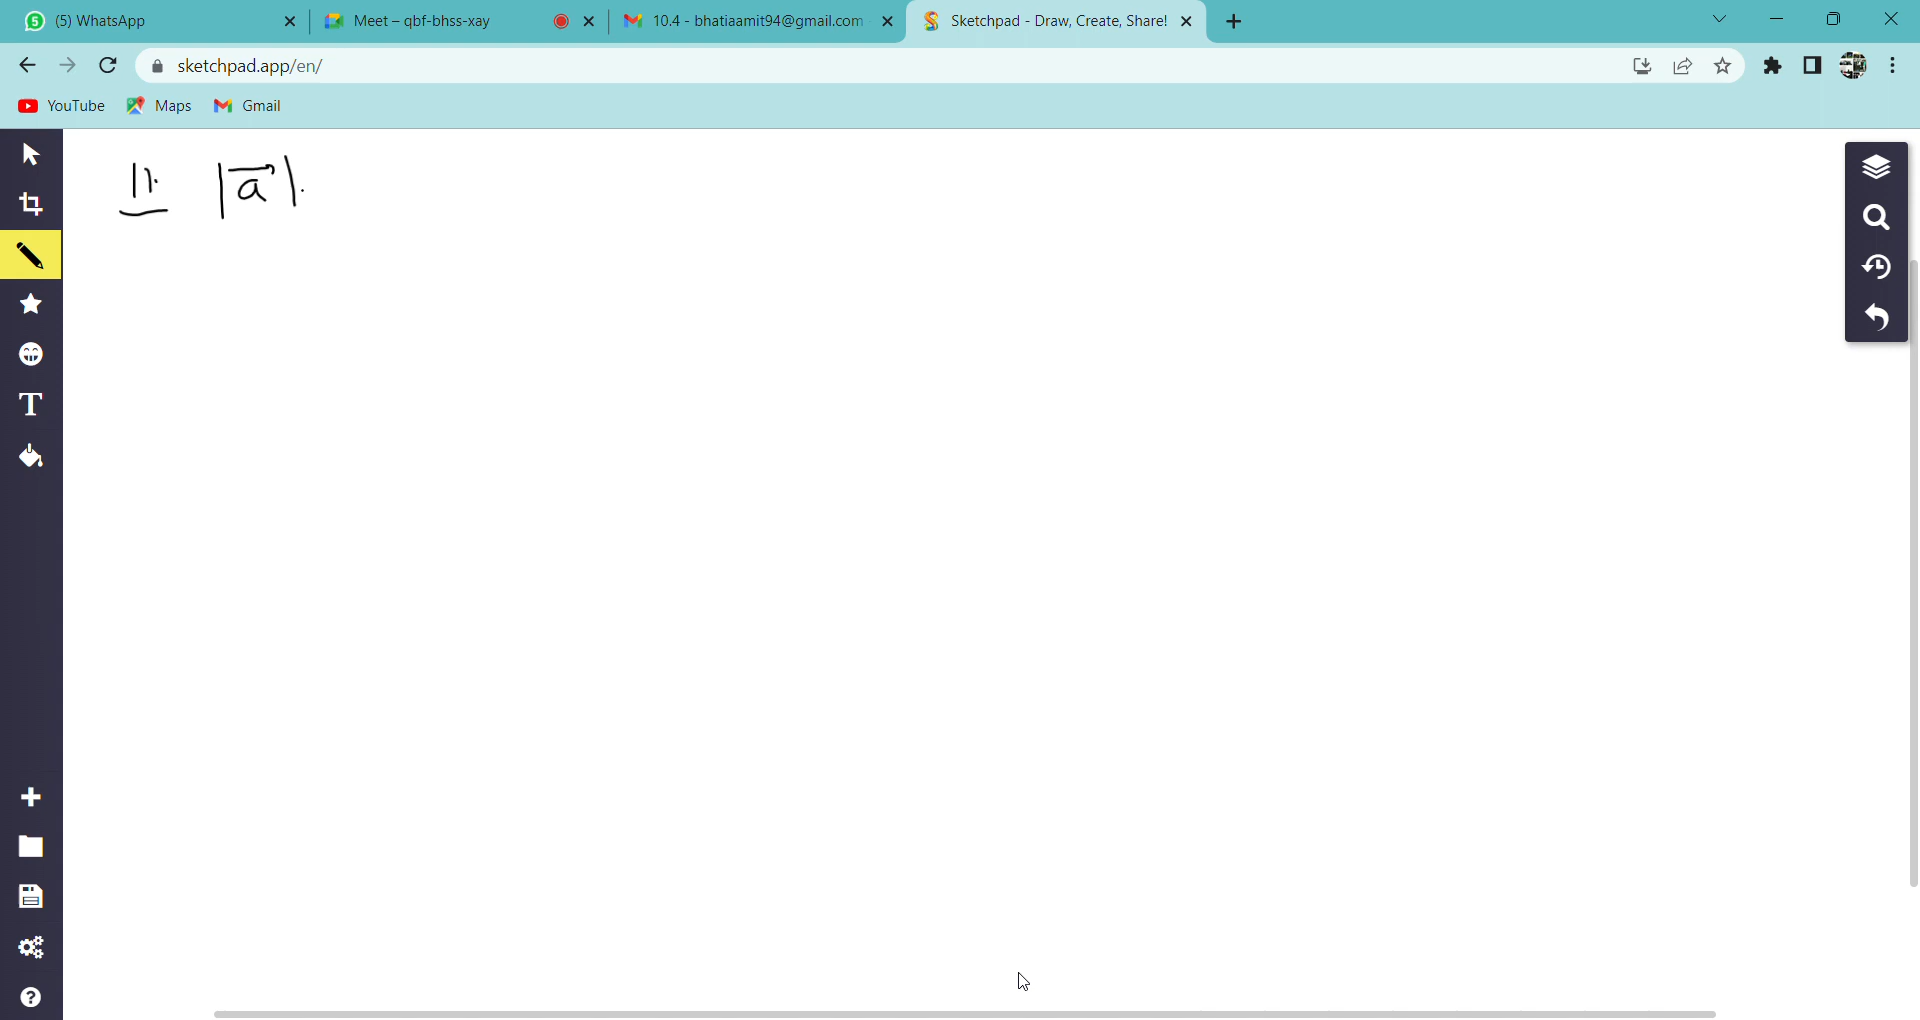 (5) WhatsApp
Meet – qbf-bhss-xay
10.4 - bhatiaamit94@gmail.com
Sketchpad - Draw, Create, Share!
sketchpad.app/en/
YouTube
Maps
Gmail
11. |a⃗|.